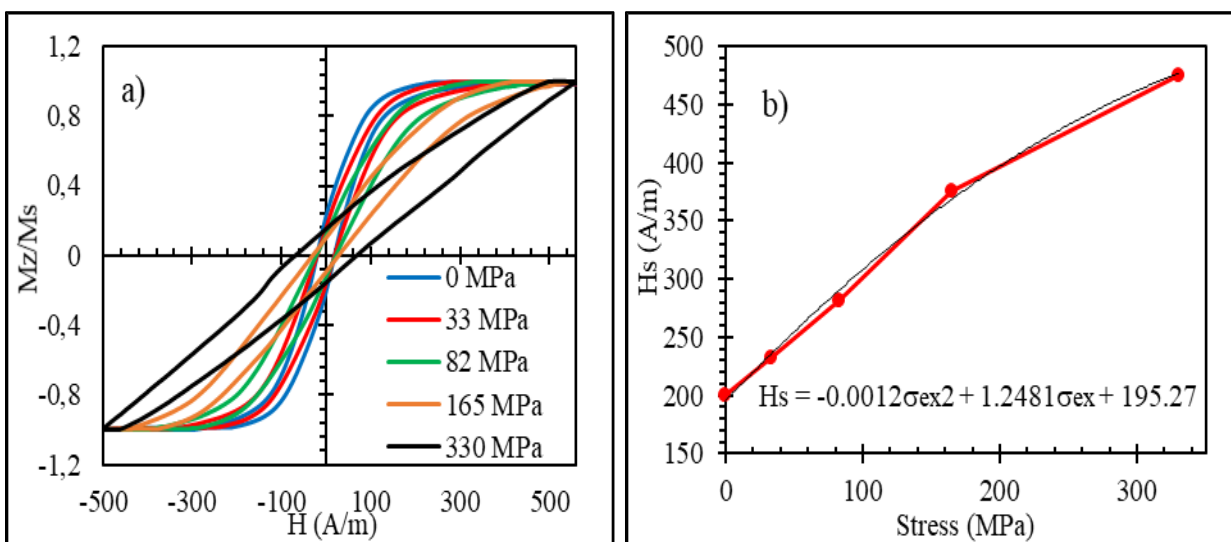 a)
Mz/Ms
1,2
0,8
0,4
0
-0,4
-0,8
-1,2
-500 -300 -100 100 300 500
H (A/m)
0 MPa
33 MPa
82 MPa
165 MPa
330 MPa
b)
Hs (A/m)
500
450
400
350
300
250
200
150
Hs = -0.0012σex2 + 1.2481σex + 195.27
0 100 200 300
Stress (MPa)